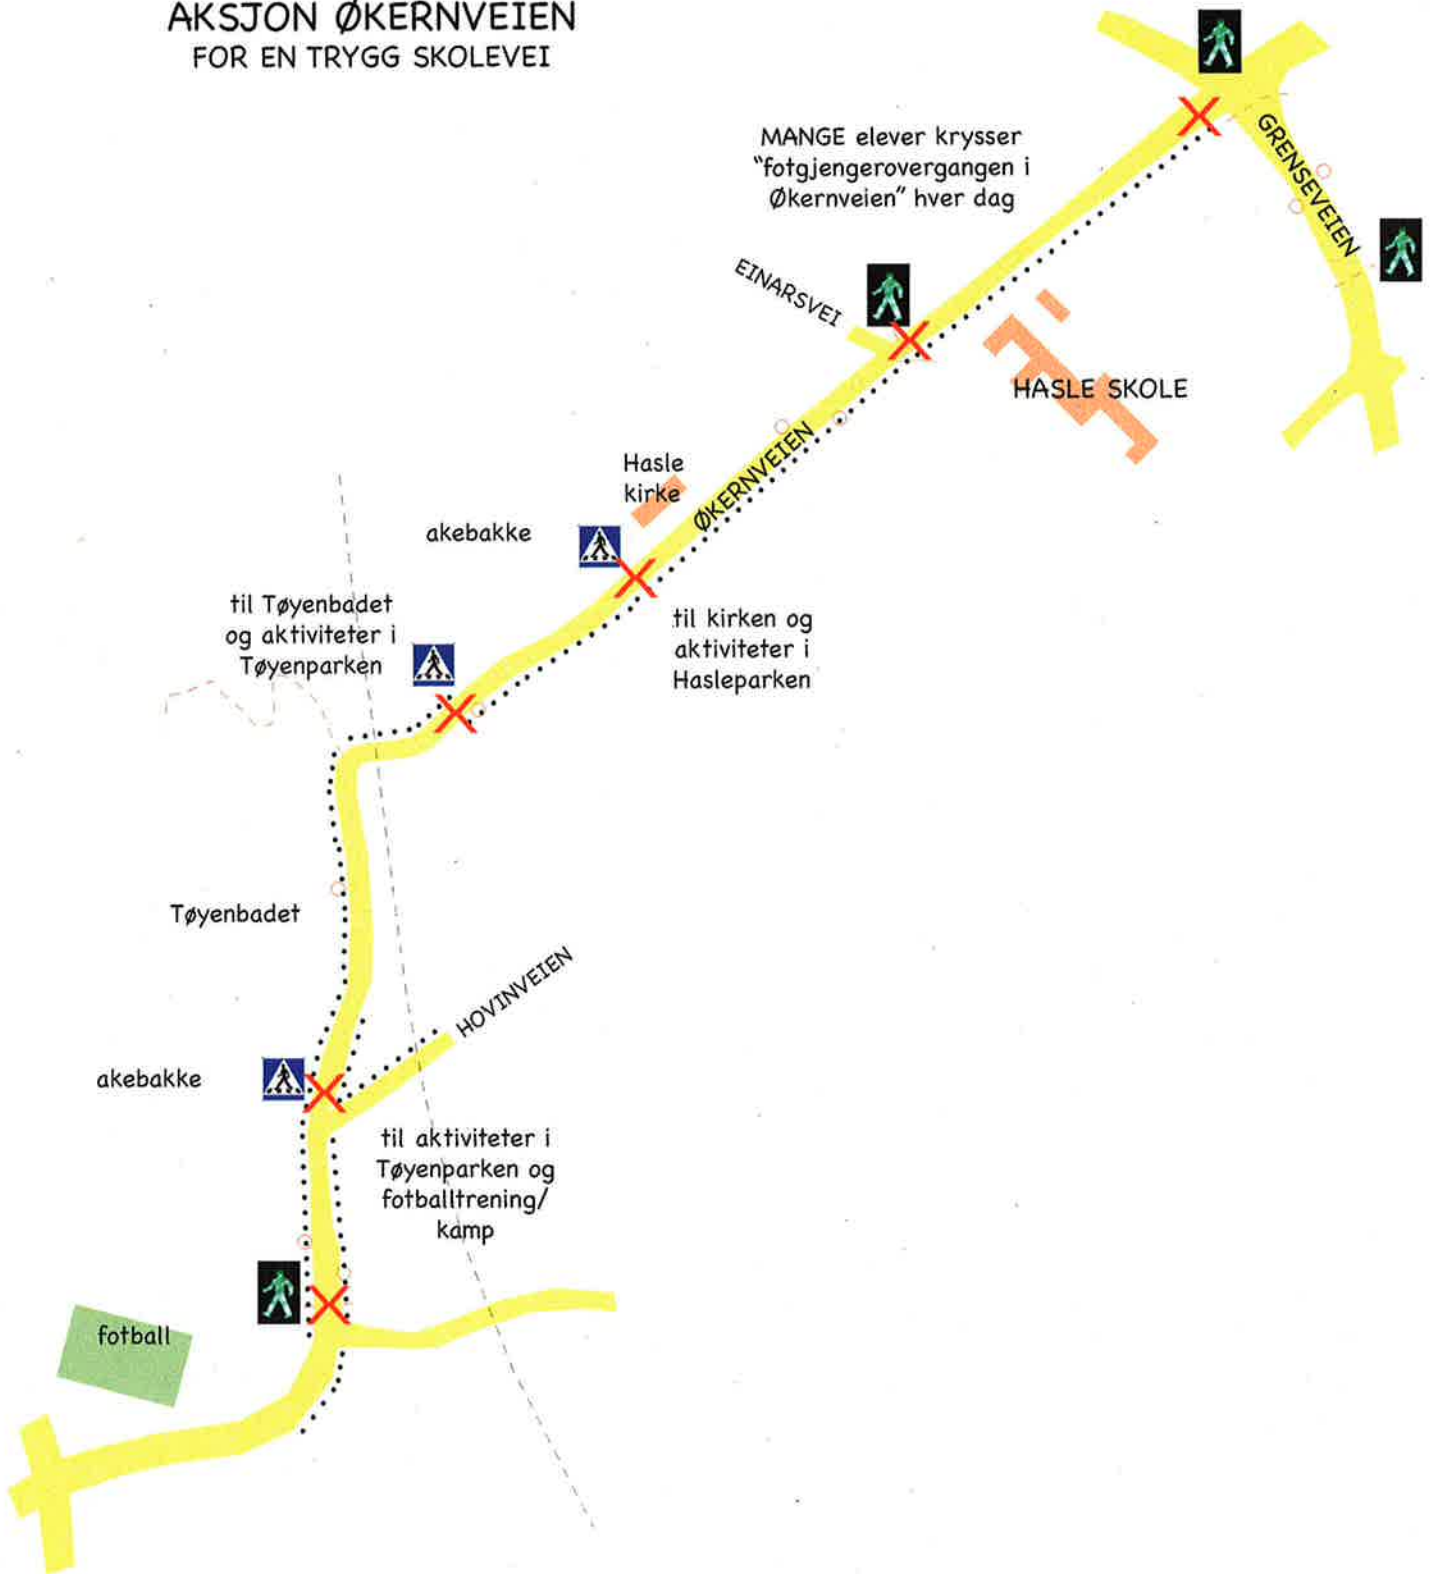 AKSJON ØKERNVEIEN
FOR EN TRYGG SKOLEVEI
MANGE elever krysser
"fotgjengerovergangen i
Økernveien" hver dag
GRENSEVEIEN
EINARSVEI
HASLE SKOLE
ØKERNVEIEN
Hasle
kirke
akebakke
til Tøyenbadet
og aktiviteter i
Tøyenparken
til kirken og
aktiviteter i
Hasleparken
Tøyenbadet
HOVINVEIEN
akebakke
til aktiviteter i
Tøyenparken og
fotballtrening/
kamp
fotball